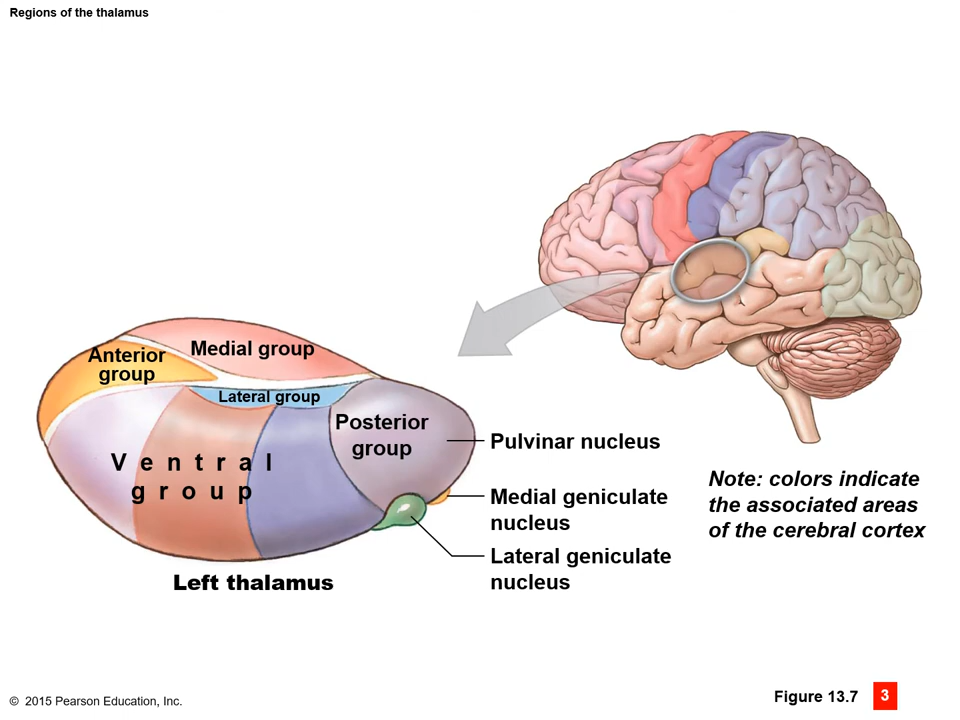 Regions of the thalamus
Anterior
group
Medial group
Lateral group
Posterior
group
Ventral
group
Pulvinar nucleus
Medial geniculate
nucleus
Lateral geniculate
nucleus
Left thalamus
Note: colors indicate
the associated areas
of the cerebral cortex
© 2015 Pearson Education, Inc.
Figure 13.7 3